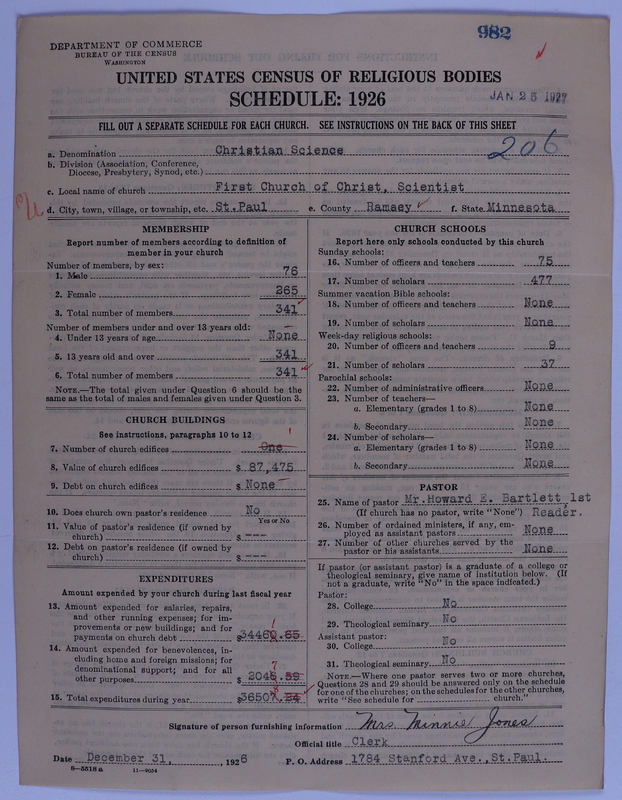 982
DEPARTMENT OF COMMERCE
BUREAU OF THE CENSUS
WASHINGTON
UNITED STATES CENSUS OF RELIGIOUS BODIES
SCHEDULE: 1926
JAN 25 1927
FILL OUT A SEPARATE SCHEDULE FOR EACH CHURCH. SEE INSTRUCTIONS ON THE BACK OF THIS SHEET
206
a. Denomination Christian Science
b. Division (Association, Conference,
Diocese, Presbytery, Synod, etc.)
c. Local name of church First Church of Christ, Scientist
d. City, town, village, or township, etc. St.Paul e. County Ramsey f. State Minnesota
MEMBERSHIP
Report number of members according to definition of
member in your church
Number of members, by sex:
1. Male 76
2. Female 265
3. Total number of members 341
Number of members under and over 13 years old:
4. Under 13 years of age None
5. 13 years old and over 341
6. Total number of members 341
NOTE.—The total given under Question 6 should be the
same as the total of males and females given under Question 3.
CHURCH BUILDINGS
See instructions, paragraphs 10 to 12
7. Number of church edifices One 1
8. Value of church edifices $ 87,475
9. Debt on church edifices $ None
10. Does church own pastor's residence No
Yes or No
11. Value of pastor's residence (if owned by
church) $ ---
12. Debt on pastor's residence (if owned by
church) $ ---
EXPENDITURES
Amount expended by your church during last fiscal year
13. Amount expended for salaries, repairs,
and other running expenses; for im-
provements or new buildings; and for
payments on church debt $34460.65
14. Amount expended for benevolences, in-
cluding home and foreign missions; for
denominational support; and for all
other purposes $ 2046.59
15. Total expenditures during year $36507.24
CHURCH SCHOOLS
Report here only schools conducted by this church
Sunday schools:
16. Number of officers and teachers 75
17. Number of scholars 477
Summer vacation Bible schools:
18. Number of officers and teachers None
19. Number of scholars None
Week-day religious schools:
20. Number of officers and teachers 9
21. Number of scholars 37
Parochial schools:
22. Number of administrative officers None
23. Number of teachers—
a. Elementary (grades 1 to 8) None
b. Secondary None
24. Number of scholars—
a. Elementary (grades 1 to 8) None
b. Secondary None
PASTOR
25. Name of pastor Mr.Howard E. Bartlett,1st
(If church has no pastor, write "None") Reader.
26. Number of ordained ministers, if any, em-
ployed as assistant pastors None
27. Number of other churches served by the
pastor or his assistants None
If pastor (or assistant pastor) is a graduate of a college or
theological seminary, give name of institution below. (If
not a graduate, write "No" in the space indicated.)
Pastor:
28. College No
29. Theological seminary No
Assistant pastor:
30. College No
31. Theological seminary No
NOTE.—Where one pastor serves two or more churches,
Questions 28 and 29 should be answered only on the schedule
for one of the churches; on the schedules for the other churches,
write "See schedule for church."
Signature of person furnishing information Mrs Minnie Jones
Official title Clerk
Date December 31, 1926 P. O. Address 1784 Stanford Ave.,St.Paul.
8-5518a 11-9034